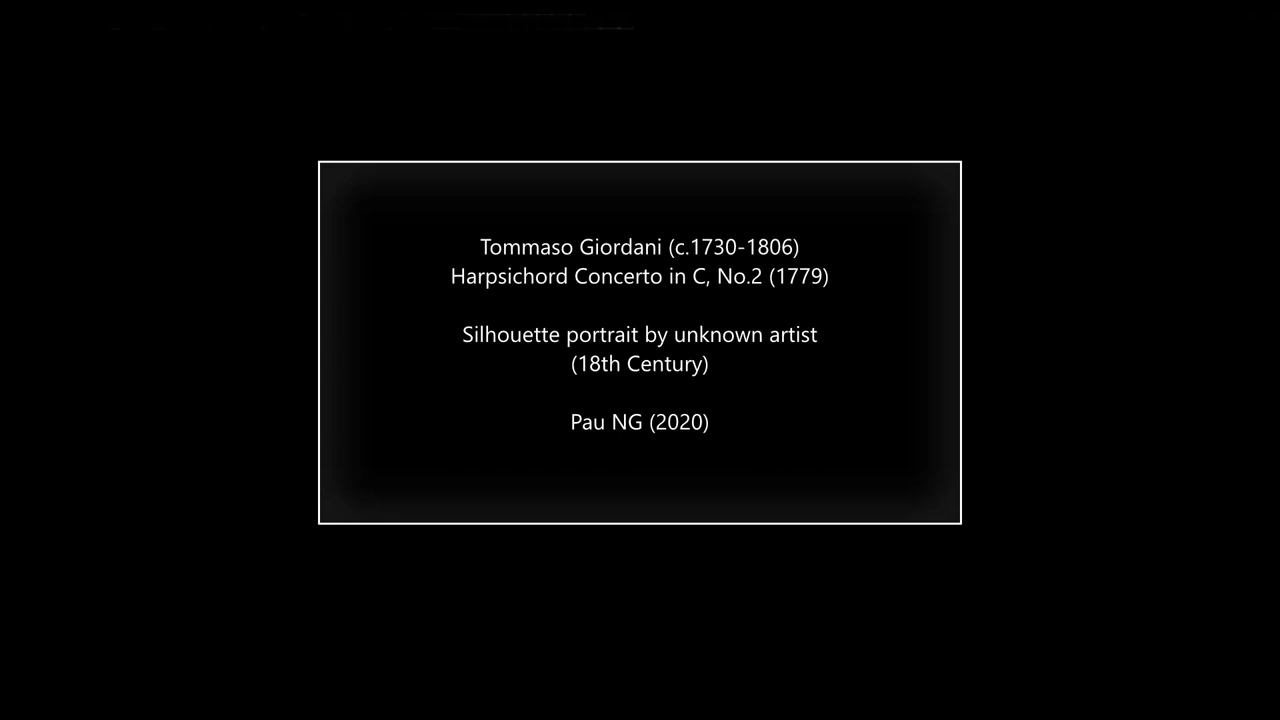 Tommaso Giordani (c.1730-1806)
Harpsichord Concerto in C, No.2 (1779)
Silhouette portrait by unknown artist
(18th Century)
Pau NG (2020)